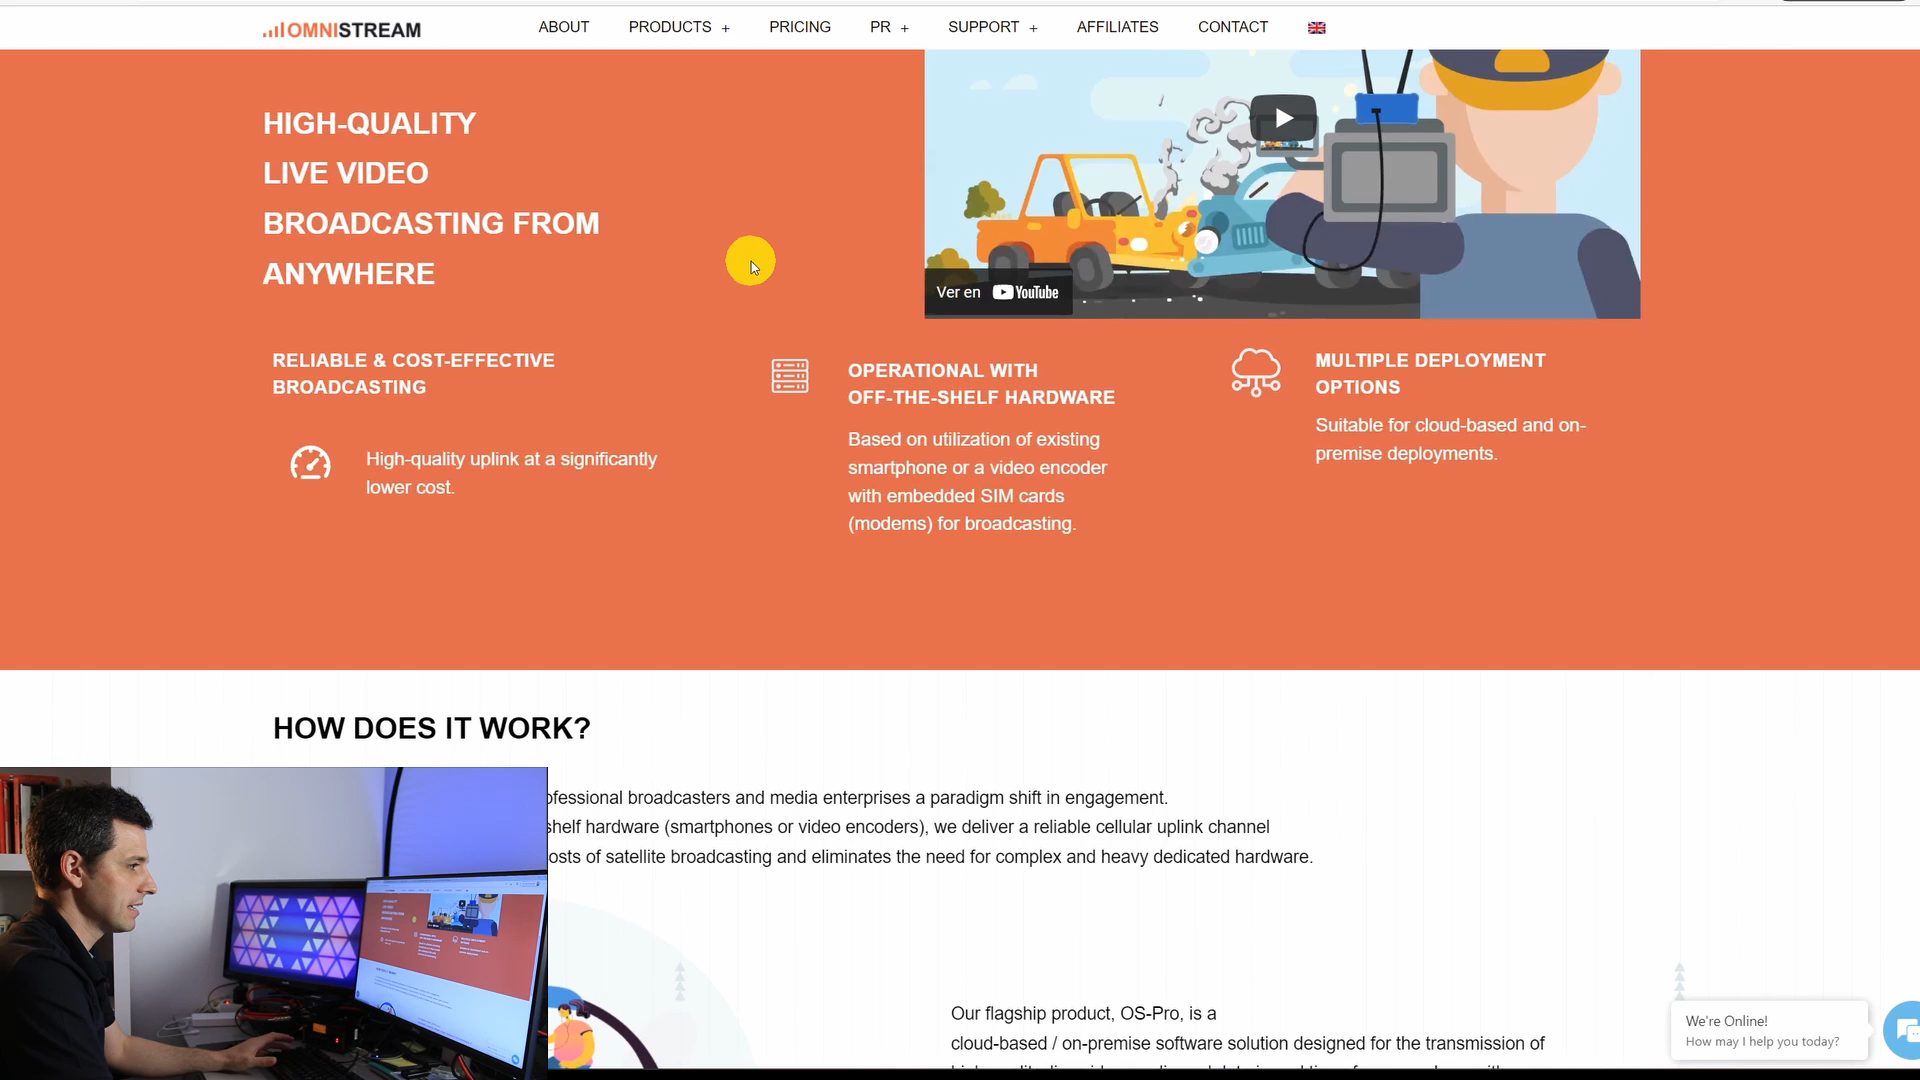 OMNISTREAM
ABOUT
PRODUCTS +
PRICING
PR +
SUPPORT +
AFFILIATES
CONTACT
HIGH-QUALITY
LIVE VIDEO
BROADCASTING FROM
ANYWHERE
Ver en YouTube
RELIABLE & COST-EFFECTIVE
BROADCASTING
High-quality uplink at a significantly
lower cost.
OPERATIONAL WITH
OFF-THE-SHELF HARDWARE
Based on utilization of existing
smartphone or a video encoder
with embedded SIM cards
(modems) for broadcasting.
MULTIPLE DEPLOYMENT
OPTIONS
Suitable for cloud-based and on-
premise deployments.
HOW DOES IT WORK?
ofessional broadcasters and media enterprises a paradigm shift in engagement.
shelf hardware (smartphones or video encoders), we deliver a reliable cellular uplink channel
osts of satellite broadcasting and eliminates the need for complex and heavy dedicated hardware.
Our flagship product, OS-Pro, is a
cloud-based / on-premise software solution designed for the transmission of
We're Online!
How may I help you today?